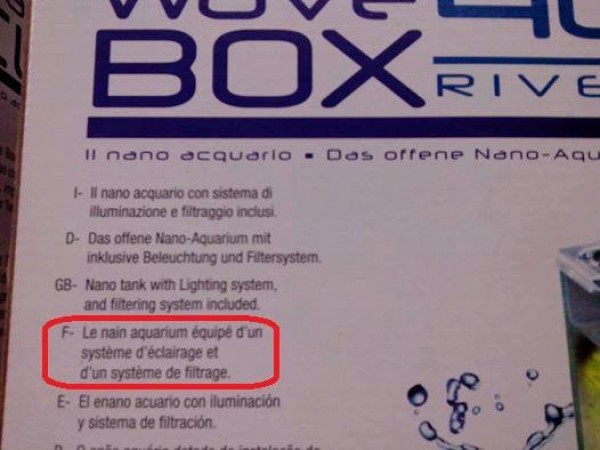 Wave
BOX
RIVE
Il nano acquario • Das offene Nano-Aqu
I- Il nano acquario con sistema di
illuminazione e filtraggio inclusi.
D- Das offene Nano-Aquarium mit
inklusive Beleuchtung und Filtersystem.
GB- Nano tank with Lighting system,
and filtering system included.
F- Le nain aquarium équipé d'un
système d'éclairage et
d'un système de filtrage.
E- El enano acuario con iluminación
y sistema de filtración.